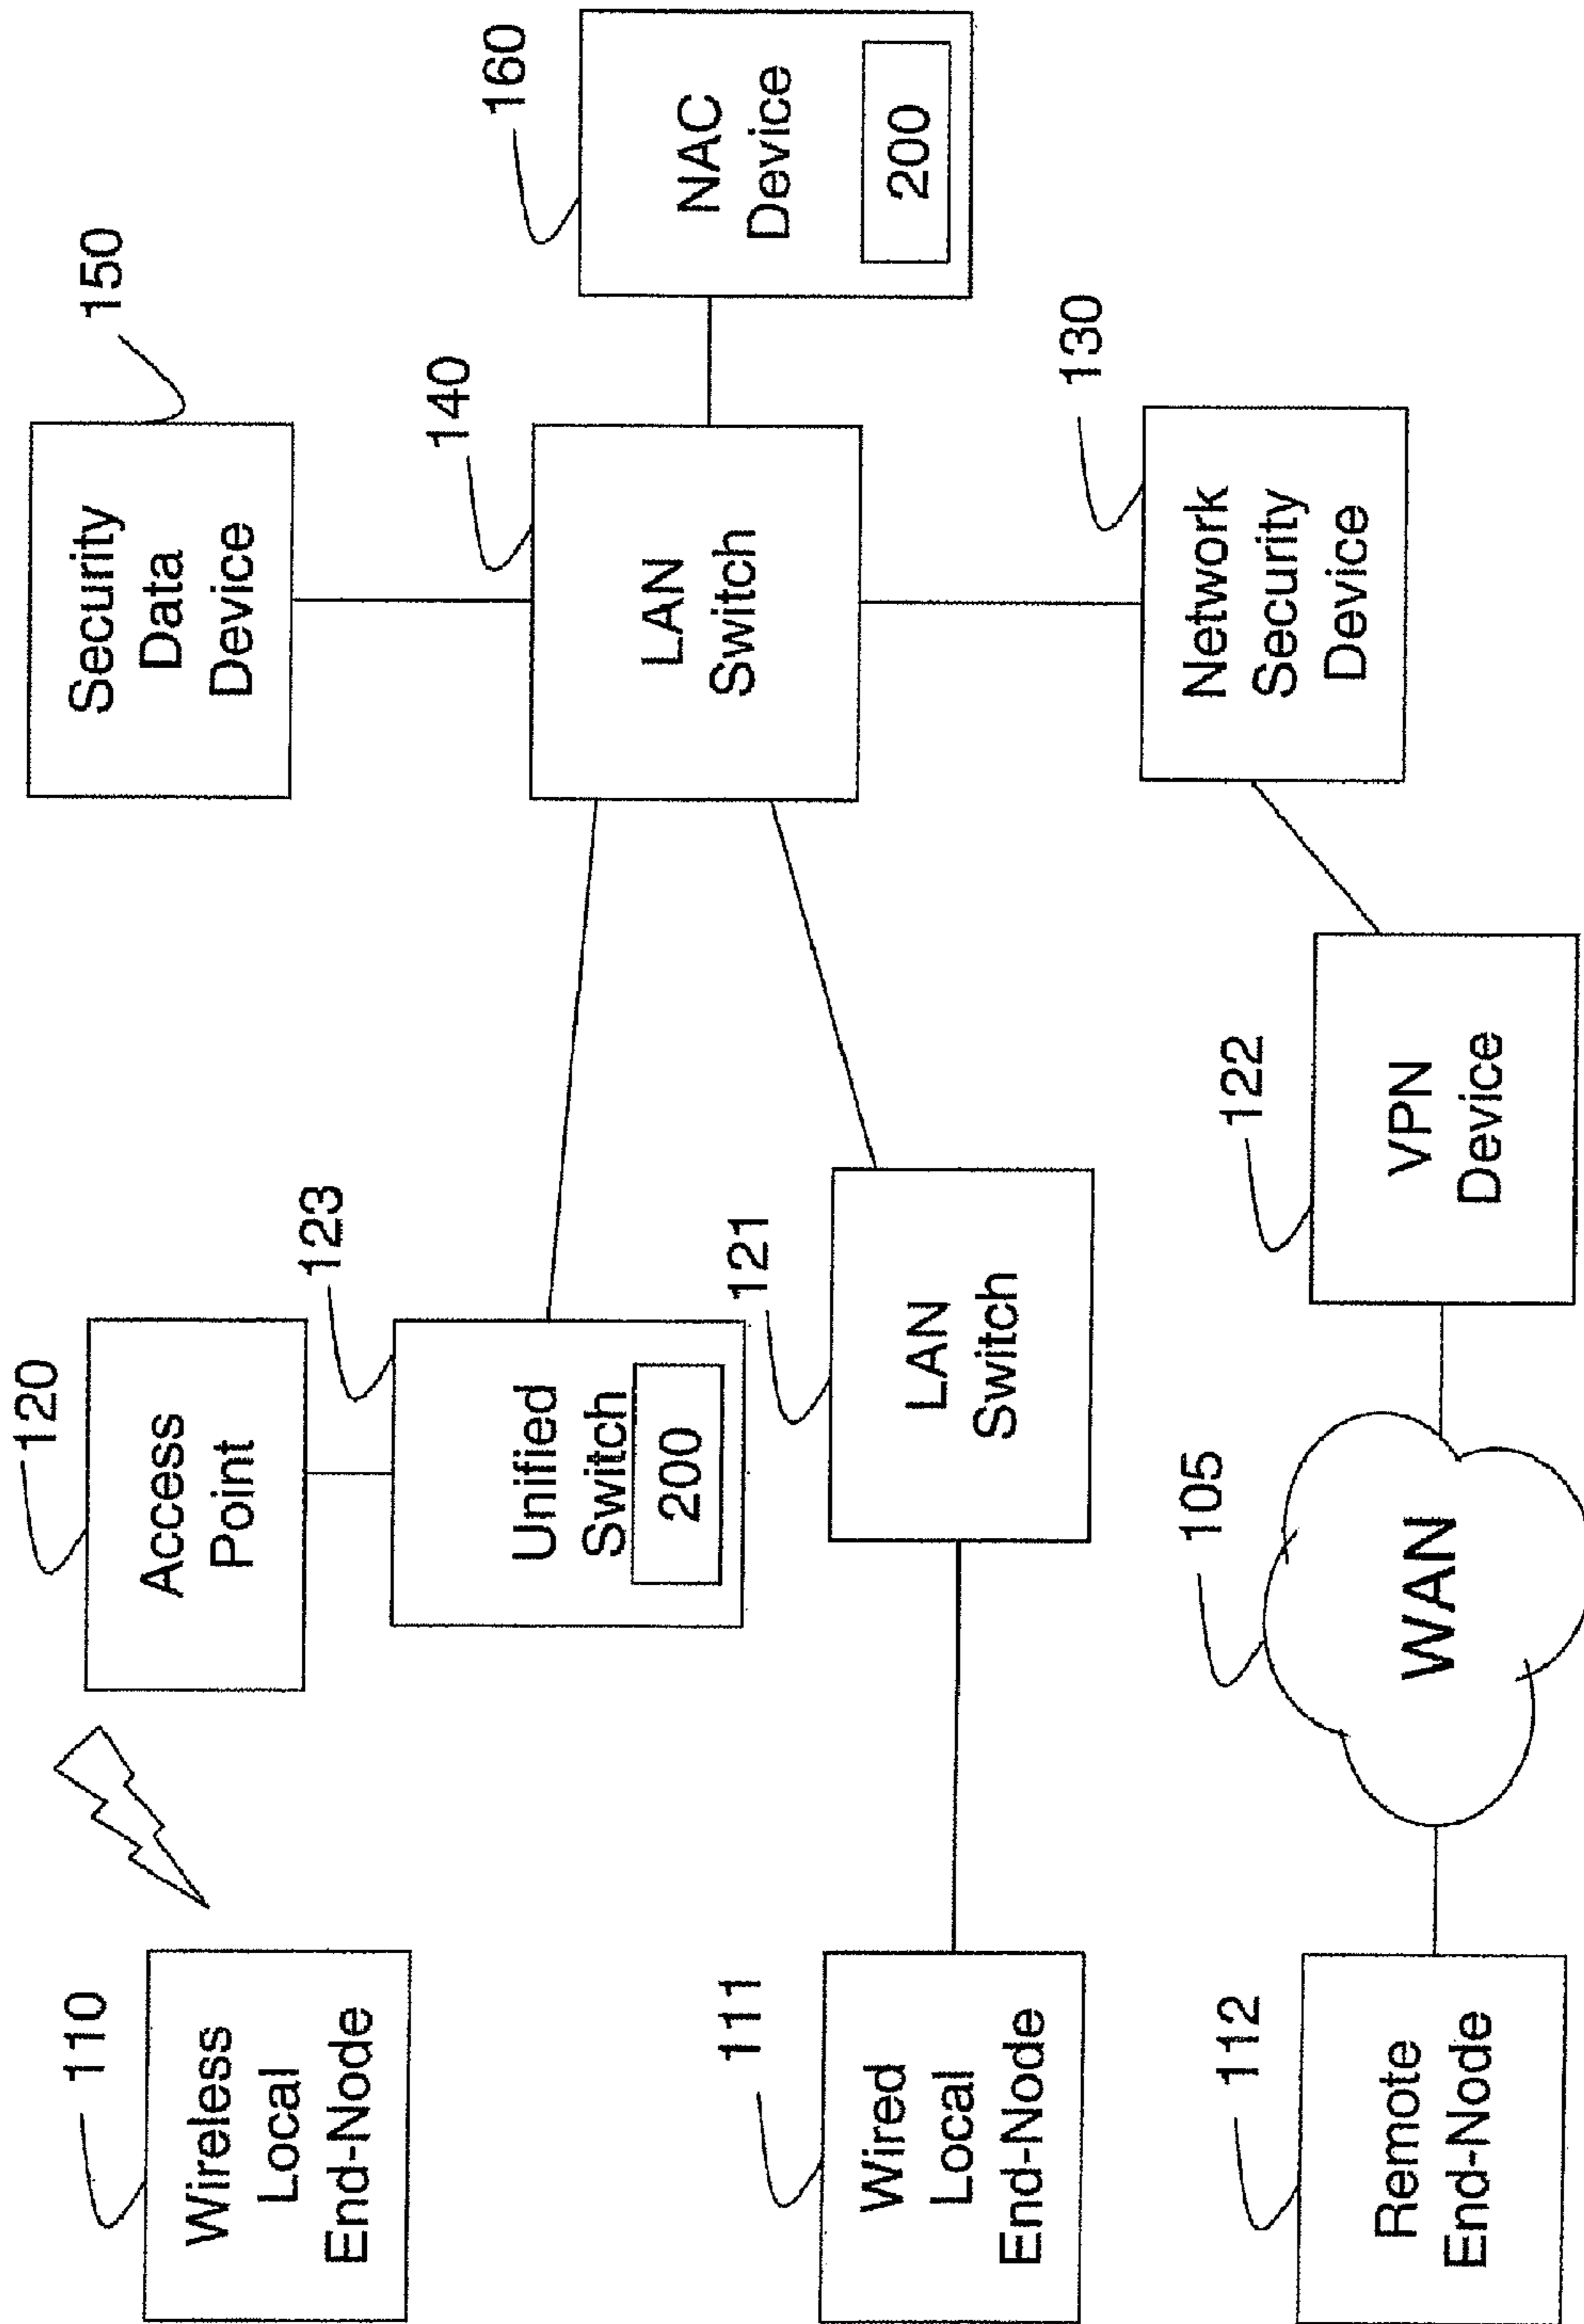 110
Wireless
Local
End-Node
120
Access
Point
123
Unified
Switch
200
150
Security
Data
Device
140
LAN
Switch
160
NAC
Device
200
111
Wired
Local
End-Node
121
LAN
Switch
130
Network
Security
Device
112
Remote
End-Node
105
WAN
122
VPN
Device